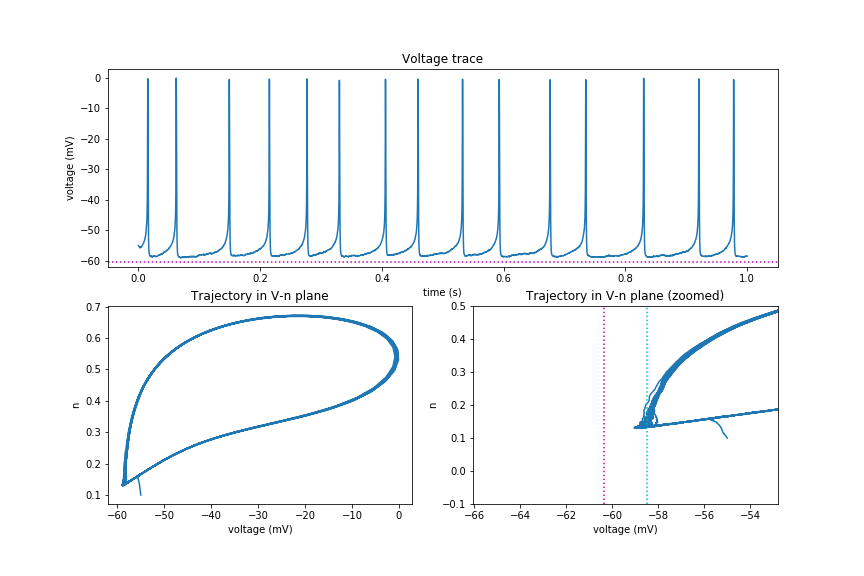 Voltage trace
0
−10
−20
−30
−40
−50
−60
voltage (mV)
0.0 0.2 0.4 0.6 0.8 1.0
time (s)
Trajectory in V-n plane
0.7
0.6
0.5
0.4
0.3
0.2
0.1
n
−60 −50 −40 −30 −20 −10 0
voltage (mV)
Trajectory in V-n plane (zoomed)
0.5
0.4
0.3
0.2
0.1
0.0
−0.1
n
−66 −64 −62 −60 −58 −56 −54
voltage (mV)